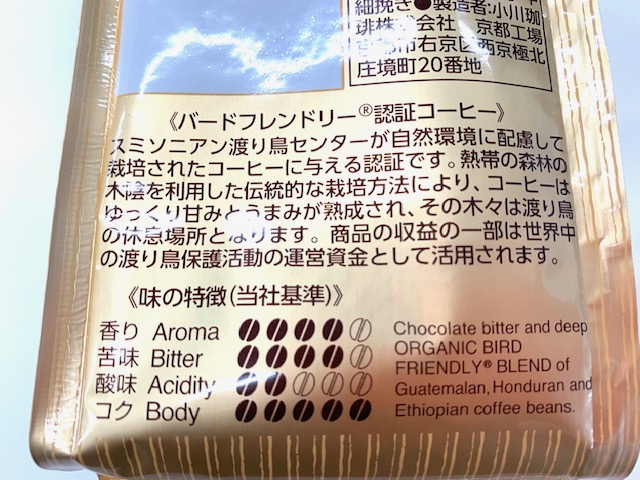 細挽き●製造者:小川珈
琲株式会社 京都工場
京都市右京区西京極北
庄境町20番地
《バードフレンドリー®認証コーヒー》
スミソニアン渡り鳥センターが自然環境に配慮して
栽培されたコーヒーに与える認証です。熱帯の森林の
木陰を利用した伝統的な栽培方法により、コーヒーは
ゆっくり甘みとうまみが熟成され、その木々は渡り鳥
の休息場所となります。商品の収益の一部は世界中
の渡り鳥保護活動の運営資金として活用されます。
《味の特徴(当社基準)》
香り Aroma
苦味 Bitter
酸味 Acidity
コク Body
Chocolate bitter and deep
ORGANIC BIRD
FRIENDLY® BLEND of
Guatemalan, Honduran and
Ethiopian coffee beans.